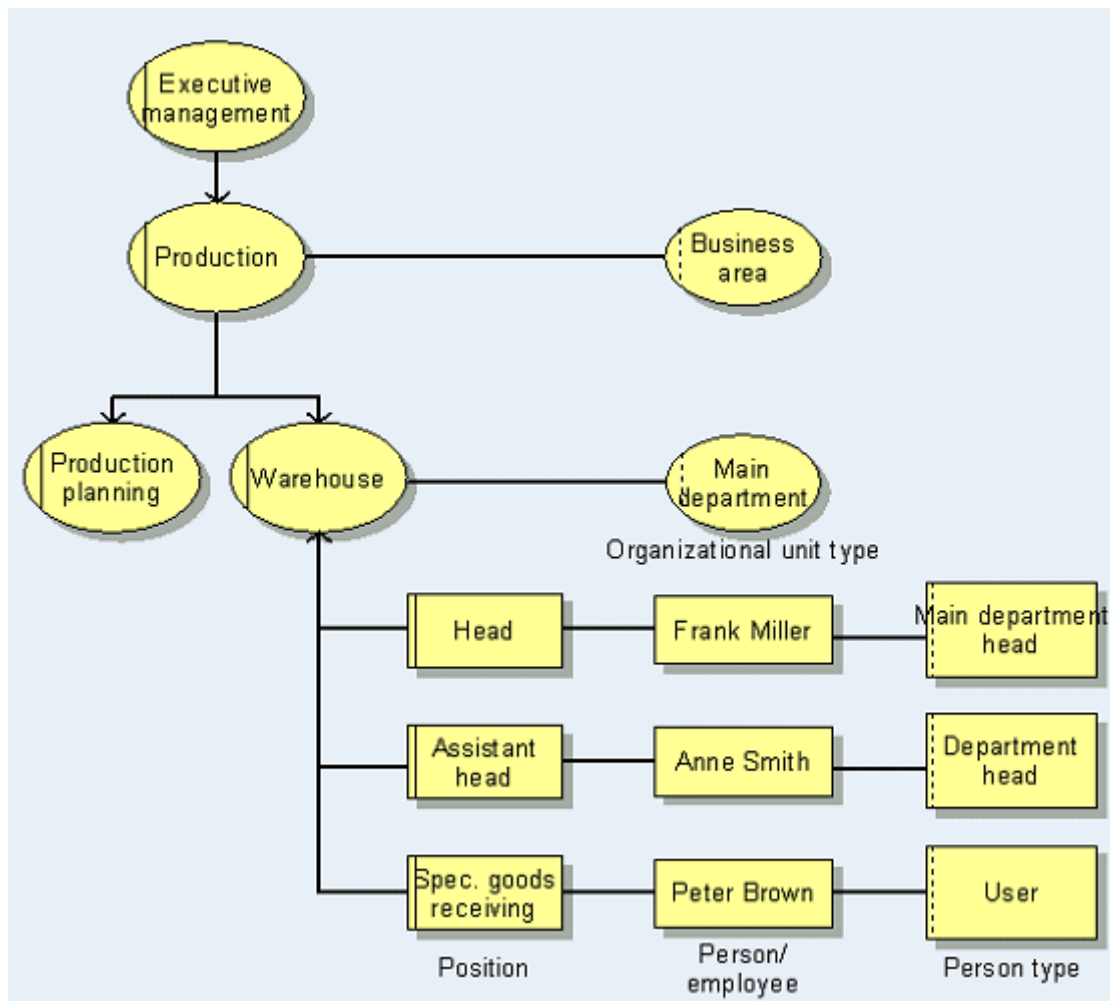 Executive
management
Production
Business
area
Production
planning
Warehouse
Main
department
Organizational unit type
Head
Frank Miller
Main department
head
Assistant
head
Anne Smith
Department
head
Spec. goods
receiving
Peter Brown
User
Position
Person/
employee
Person type